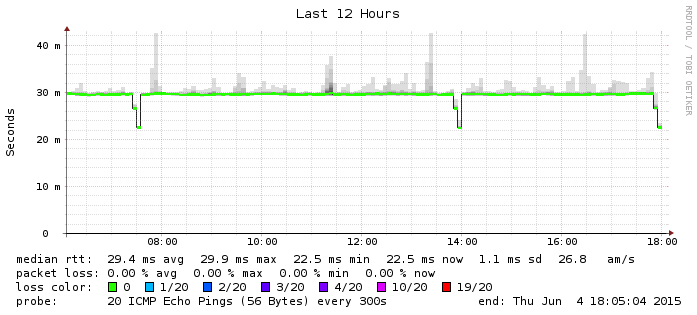 Last 12 Hours
RRDTOOL / TOBI OETIKER
Seconds
40 m
30 m
20 m
10 m
0
08:00 10:00 12:00 14:00 16:00 18:00
median rtt: 29.4 ms avg 29.9 ms max 22.5 ms min 22.5 ms now 1.1 ms sd 26.8 am/s
packet loss: 0.00 % avg 0.00 % max 0.00 % min 0.00 % now
loss color: 0 1/20 2/20 3/20 4/20 10/20 19/20
probe: 20 ICMP Echo Pings (56 Bytes) every 300s end: Thu Jun 4 18:05:04 2015